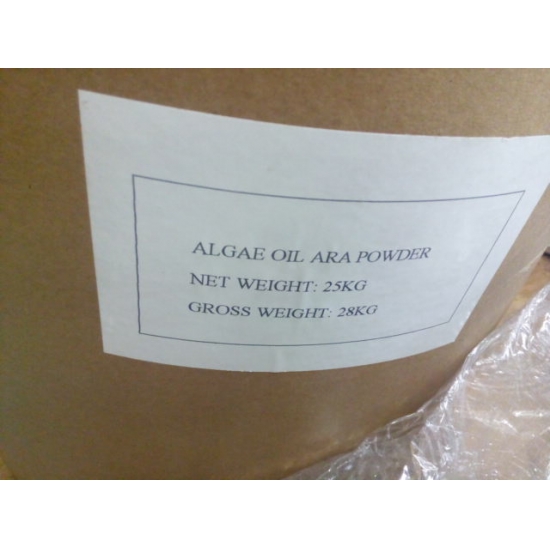 ALGAE OIL ARA POWDER
NET WEIGHT: 25KG
GROSS WEIGHT: 28KG